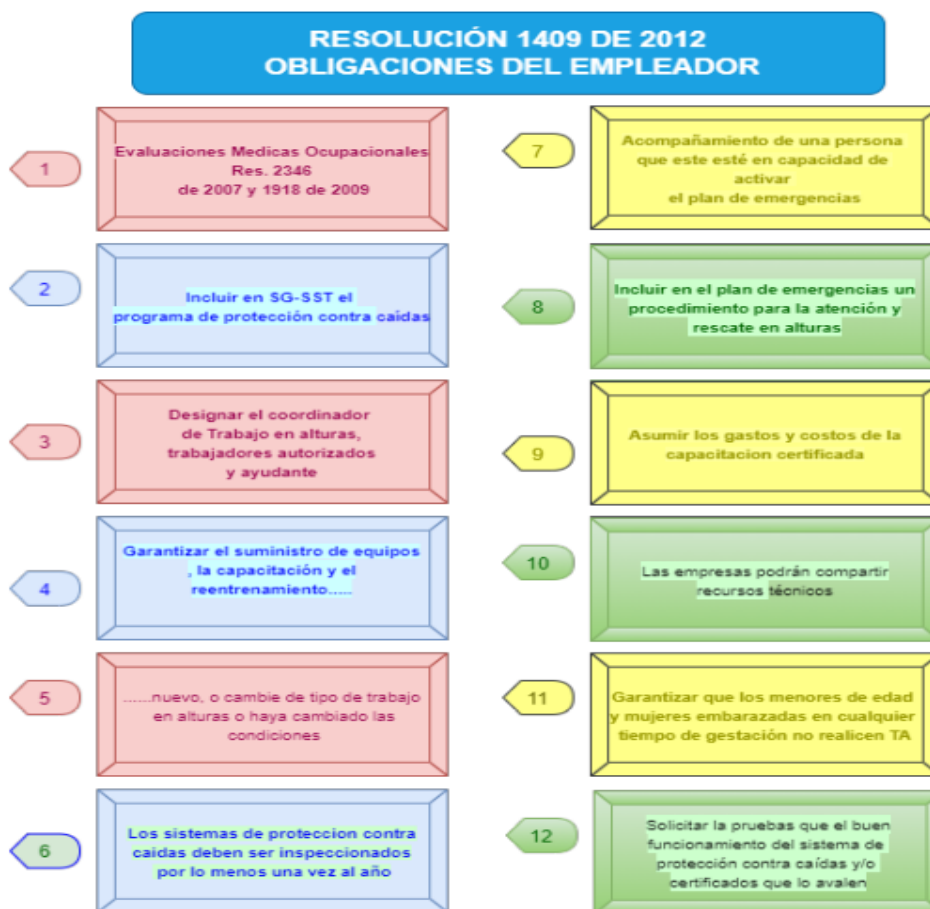 RESOLUCIÓN 1409 DE 2012
OBLIGACIONES DEL EMPLEADOR
1
Evaluaciones Medicas Ocupacionales
Res. 2346
de 2007 y 1918 de 2009
2
Incluir en SG-SST el
programa de protección contra caídas
3
Designar el coordinador
de Trabajo en alturas,
trabajadores autorizados
y ayudante
4
Garantizar el suministro de equipos
, la capacitación y el
reentrenamiento.....
5
......nuevo, o cambie de tipo de trabajo
en alturas o haya cambiado las
condiciones
6
Los sistemas de proteccion contra
caidas deben ser inspeccionados
por lo menos una vez al año
7
Acompañamiento de una persona
que este esté en capacidad de
activar
el plan de emergencias
8
Incluir en el plan de emergencias un
procedimiento para la atención y
rescate en alturas
9
Asumir los gastos y costos de la
capacitacion certificada
10
Las empresas podrán compartir
recursos técnicos
11
Garantizar que los menores de edad
y mujeres embarazadas en cualquier
tiempo de gestación no realicen TA
12
Solicitar la pruebas que el buen
funcionamiento del sistema de
protección contra caídas y/o
certificados que lo avalen